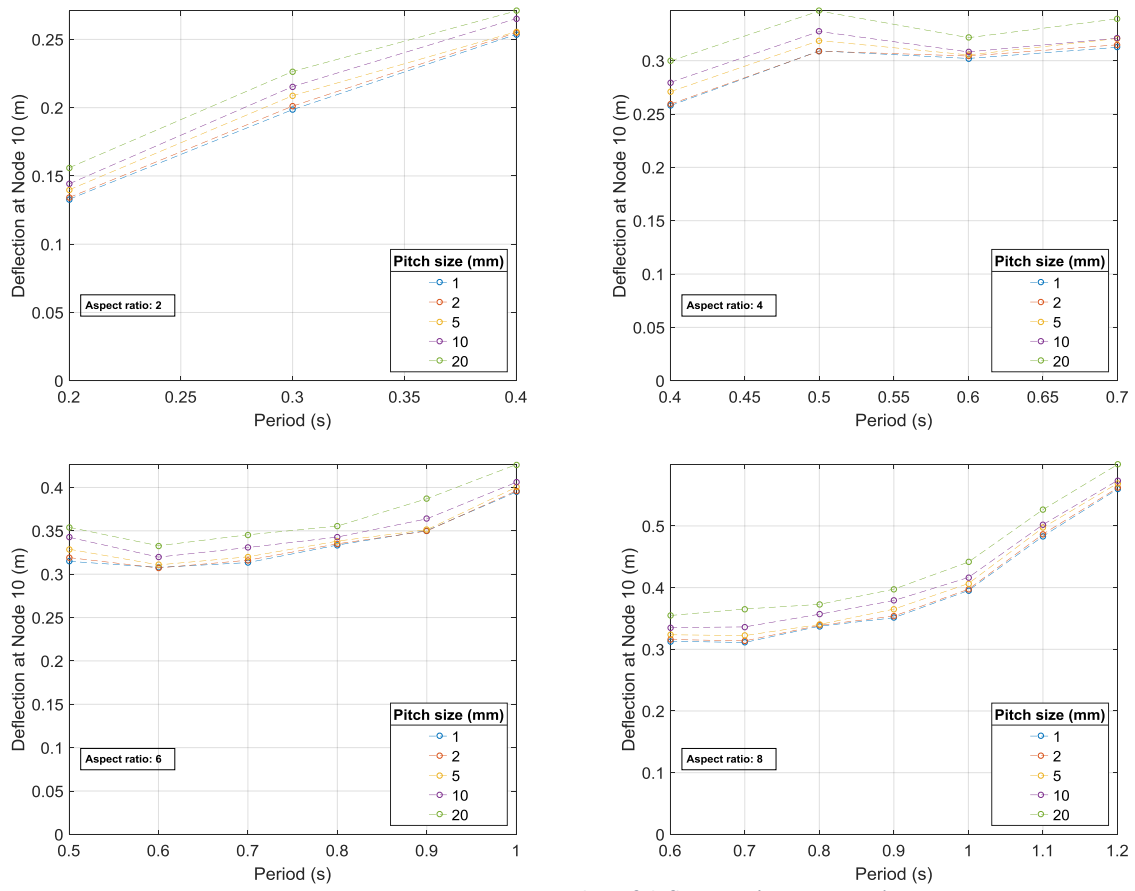 0.25
0.2
0.15
0.1
0.05
0
Deflection at Node 10 (m)
Aspect ratio: 2
Pitch size (mm)
1
2
5
10
20
0.2 0.25 0.3 0.35 0.4
Period (s)
0.3
0.25
0.2
0.15
0.1
0.05
0
Deflection at Node 10 (m)
Aspect ratio: 4
Pitch size (mm)
1
2
5
10
20
0.4 0.45 0.5 0.55 0.6 0.65 0.7
Period (s)
0.4
0.35
0.3
0.25
0.2
0.15
0.1
0.05
0
Deflection at Node 10 (m)
Aspect ratio: 6
Pitch size (mm)
1
2
5
10
20
0.5 0.6 0.7 0.8 0.9 1
Period (s)
0.5
0.4
0.3
0.2
0.1
0
Deflection at Node 10 (m)
Aspect ratio: 8
Pitch size (mm)
1
2
5
10
20
0.6 0.7 0.8 0.9 1 1.1 1.2
Period (s)